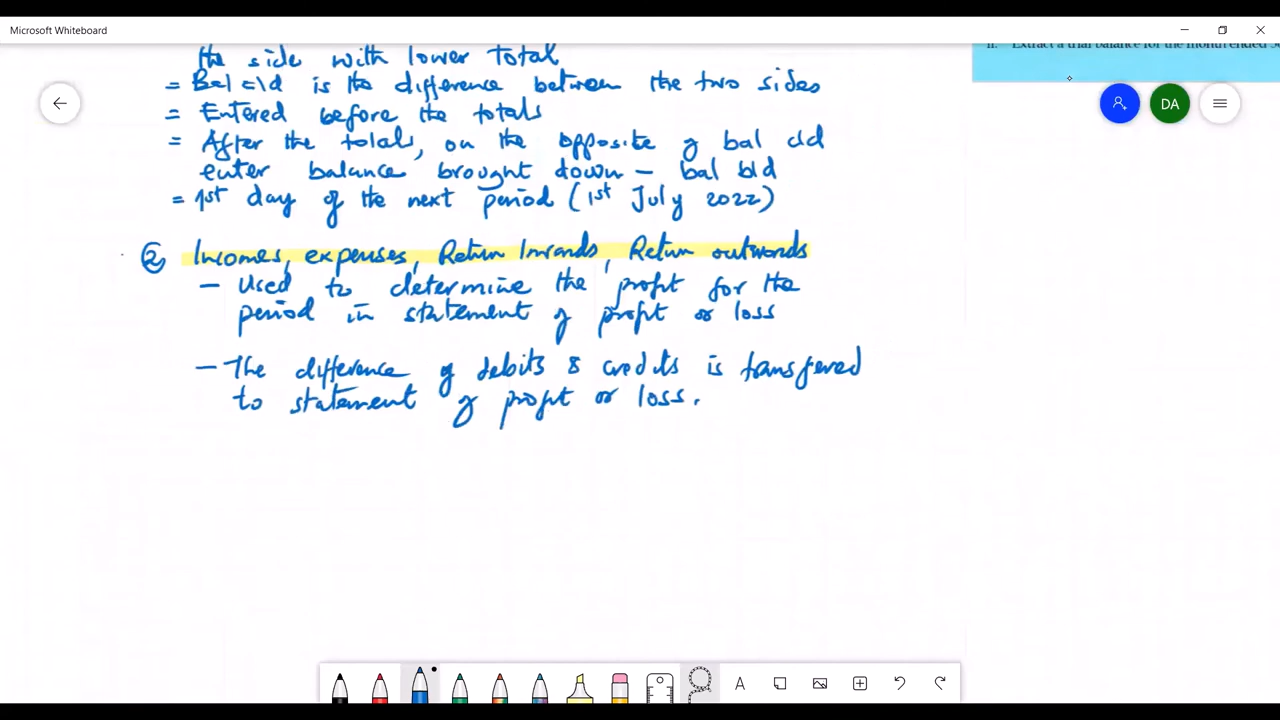 Microsoft Whiteboard
ii. Extract a trial balance for the month ended
DA
the side with lower total
= Bal c/d is the difference between the two sides
= Entered before the totals
= After the totals, on the opposite of bal c/d
enter balance brought down – bal b/d
= 1st day of the next period (1st July 2022)
② Incomes, expenses, Return Inwards, Return outwards
– Used to determine the profit for the
period in statement of profit or loss
– The difference of debits & credits is transfered
to statement of profit or loss.
A